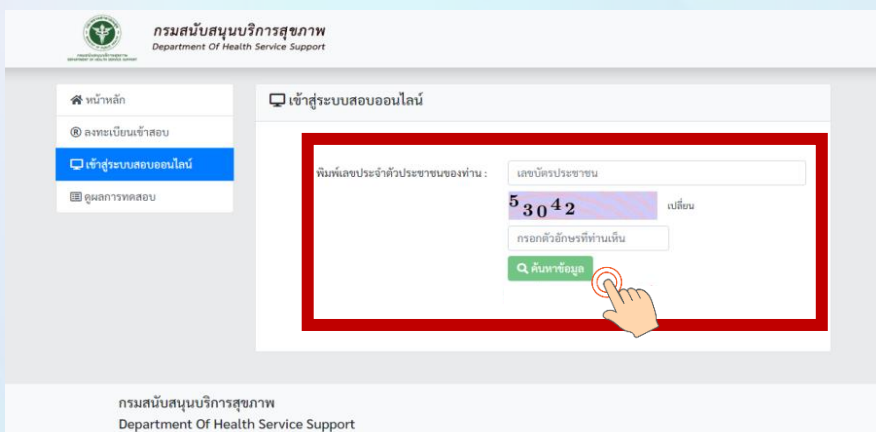 กรมสนับสนุนบริการสุขภาพ
Department Of Health Service Support
หน้าหลัก
® ลงทะเบียนเข้าสอบ
เข้าสู่ระบบสอบออนไลน์
ดูผลการทดสอบ
เข้าสู่ระบบสอบออนไลน์
พิมพ์เลขประจำตัวประชาชนของท่าน :
เลขบัตรประชาชน
53042
เปลี่ยน
กรอกตัวอักษรที่ท่านเห็น
ค้นหาข้อมูล
กรมสนับสนุนบริการสุขภาพ
Department Of Health Service Support